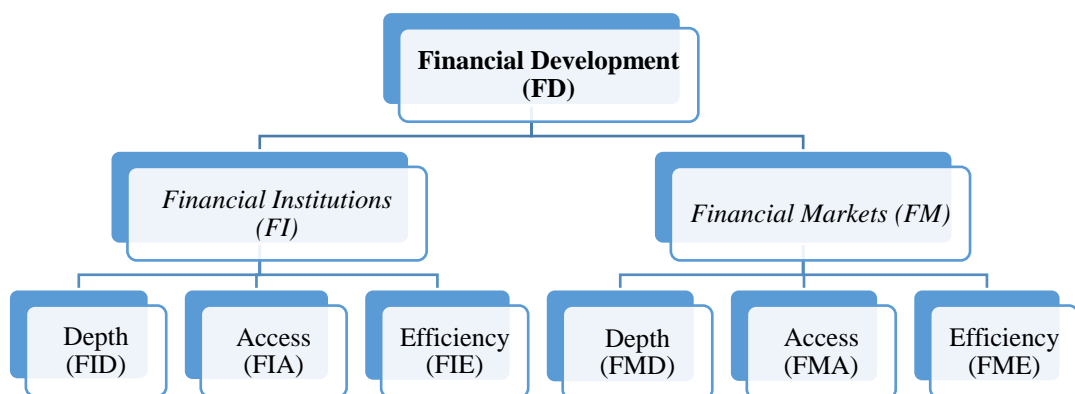 Financial Development
(FD)
Financial Institutions
(FI)
Financial Markets (FM)
Depth
(FID)
Access
(FIA)
Efficiency
(FIE)
Depth
(FMD)
Access
(FMA)
Efficiency
(FME)